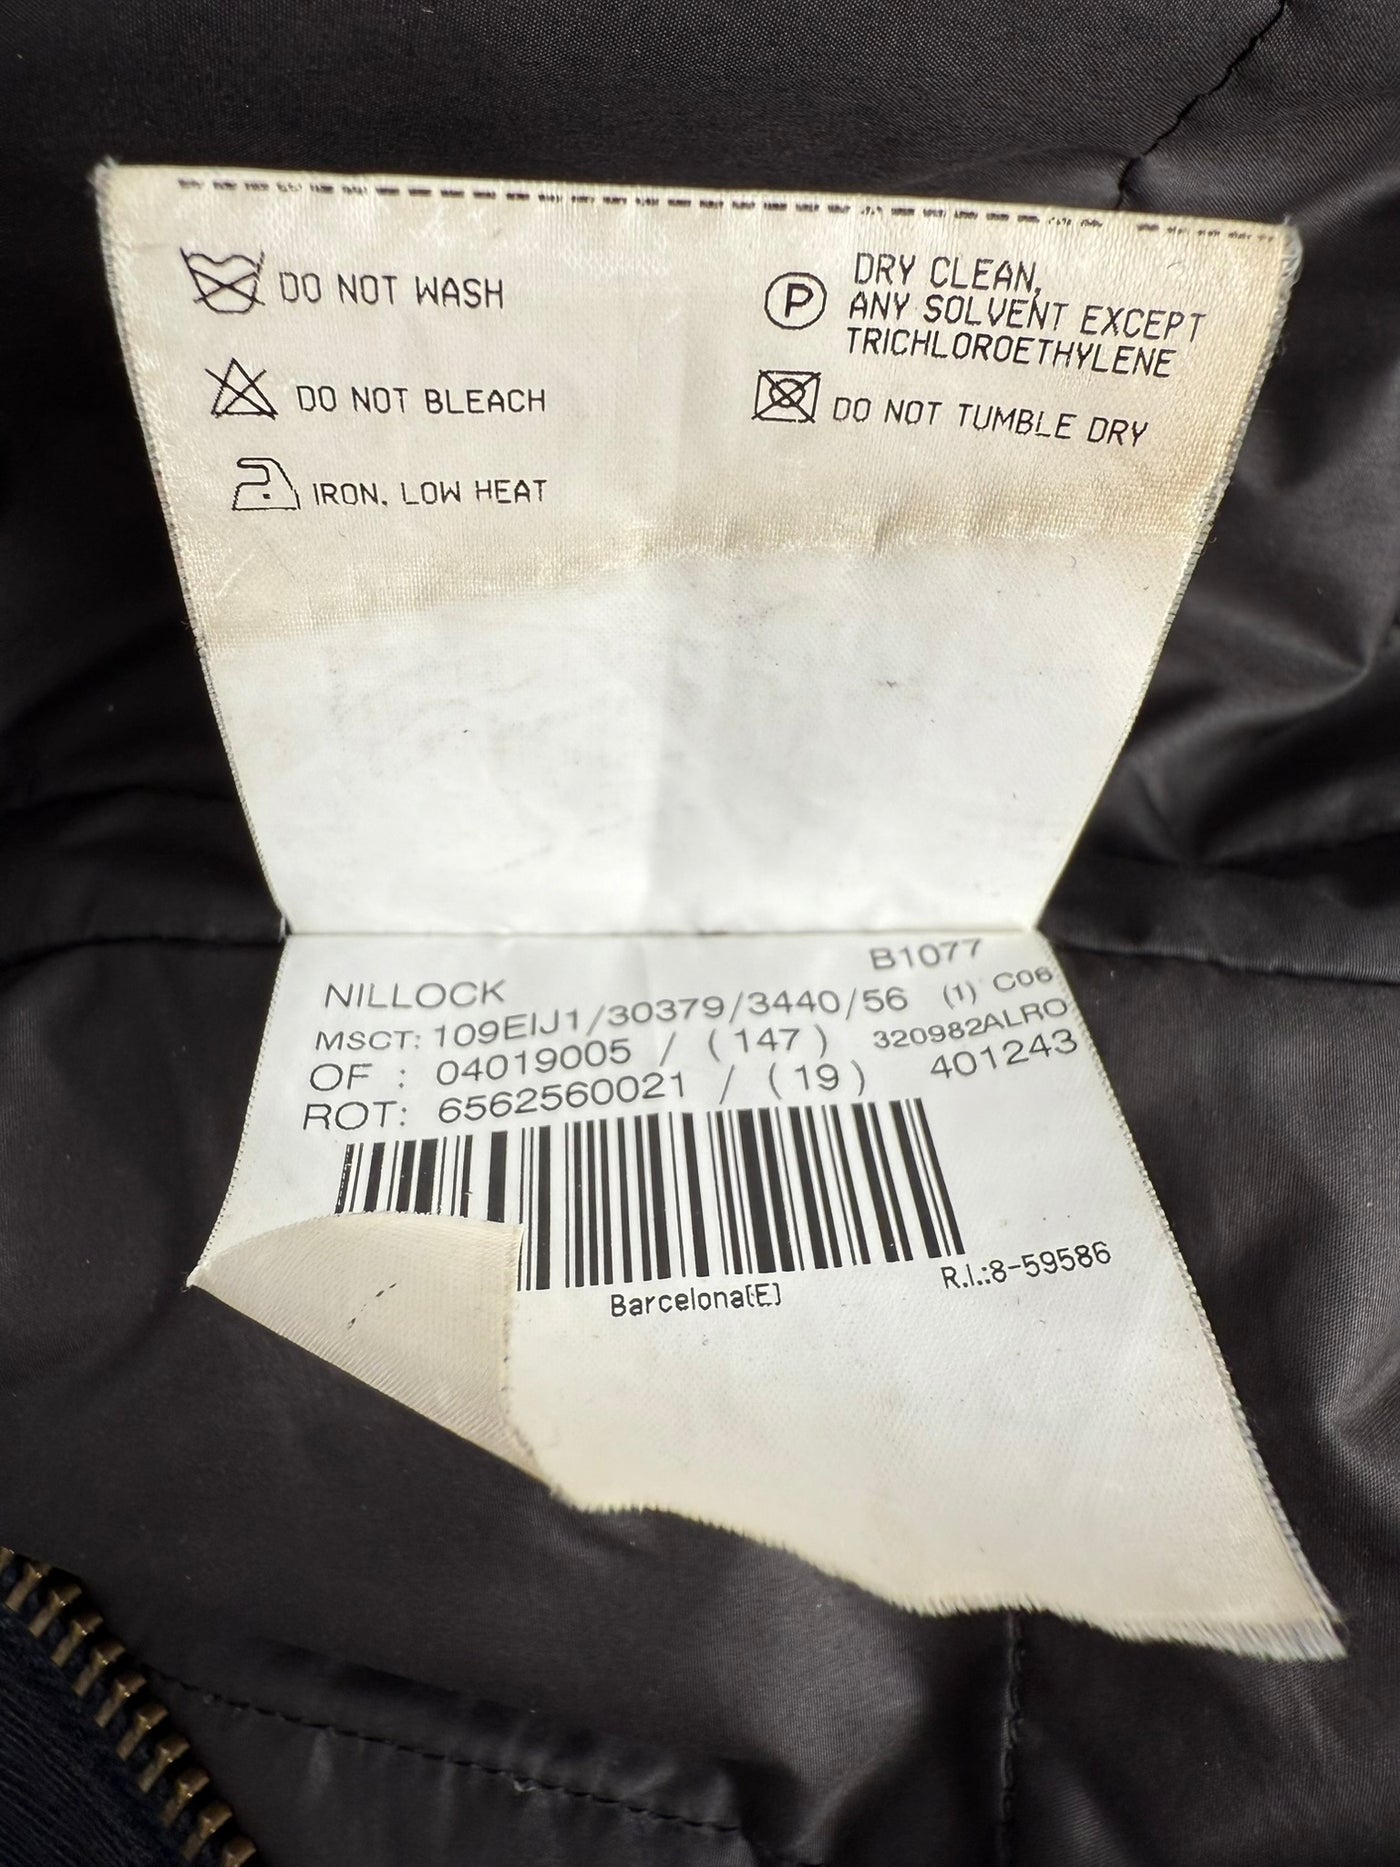 DO NOT WASH
DO NOT BLEACH
IRON, LOW HEAT
P
DRY CLEAN,
ANY SOLVENT EXCEPT
TRICHLOROETHYLENE
DO NOT TUMBLE DRY
B1077
NILLOCK
MSCT: 109EIJ1/30379/3440/56 (1) C06
OF : 04019005 / (147) 320982ALRO
ROT: 6562560021 / (19) 401243
Barcelona(E) R.I.:8-59586